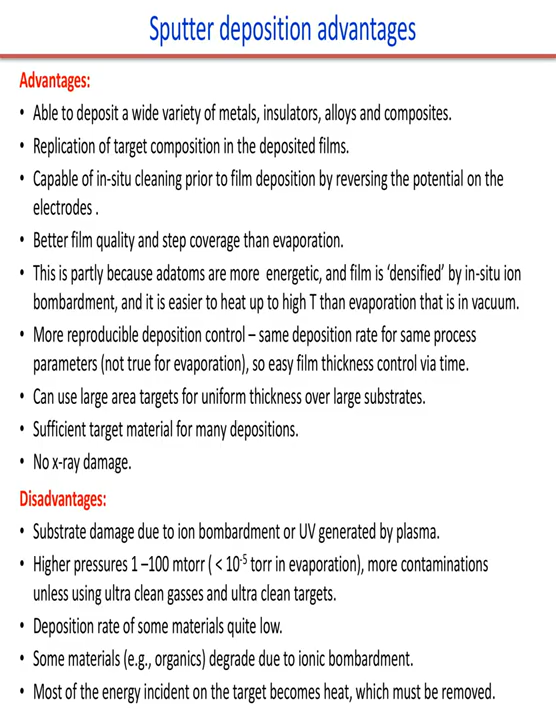 Sputter deposition advantages
Advantages:
• Able to deposit a wide variety of metals, insulators, alloys and composites.
• Replication of target composition in the deposited films.
• Capable of in-situ cleaning prior to film deposition by reversing the potential on the
electrodes .
• Better film quality and step coverage than evaporation.
• This is partly because adatoms are more energetic, and film is ‘densified’ by in-situ ion
bombardment, and it is easier to heat up to high T than evaporation that is in vacuum.
• More reproducible deposition control – same deposition rate for same process
parameters (not true for evaporation), so easy film thickness control via time.
• Can use large area targets for uniform thickness over large substrates.
• Sufficient target material for many depositions.
• No x-ray damage.
Disadvantages:
• Substrate damage due to ion bombardment or UV generated by plasma.
• Higher pressures 1 –100 mtorr ( < 10⁻⁵ torr in evaporation), more contaminations
unless using ultra clean gasses and ultra clean targets.
• Deposition rate of some materials quite low.
• Some materials (e.g., organics) degrade due to ionic bombardment.
• Most of the energy incident on the target becomes heat, which must be removed.